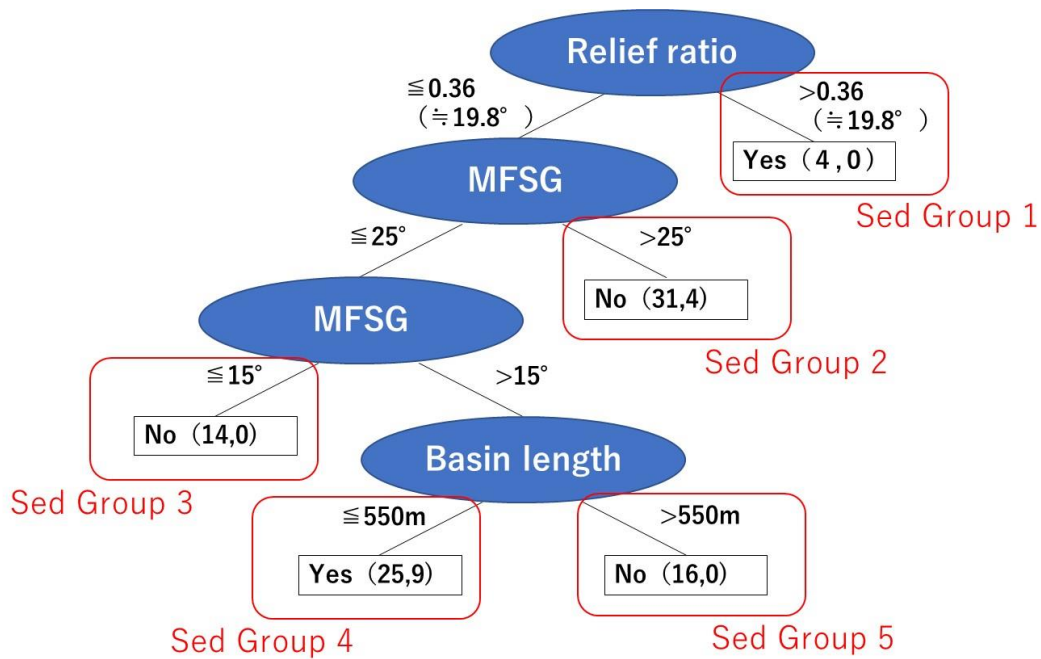 Relief ratio
≦0.36
（≒19.8°）
>0.36
（≒19.8°）
Yes（4,0）
Sed Group 1
MFSG
≦25°
>25°
No（31,4）
Sed Group 2
MFSG
≦15°
>15°
No（14,0）
Sed Group 3
Basin length
≦550m
>550m
Yes（25,9）
No（16,0）
Sed Group 4
Sed Group 5